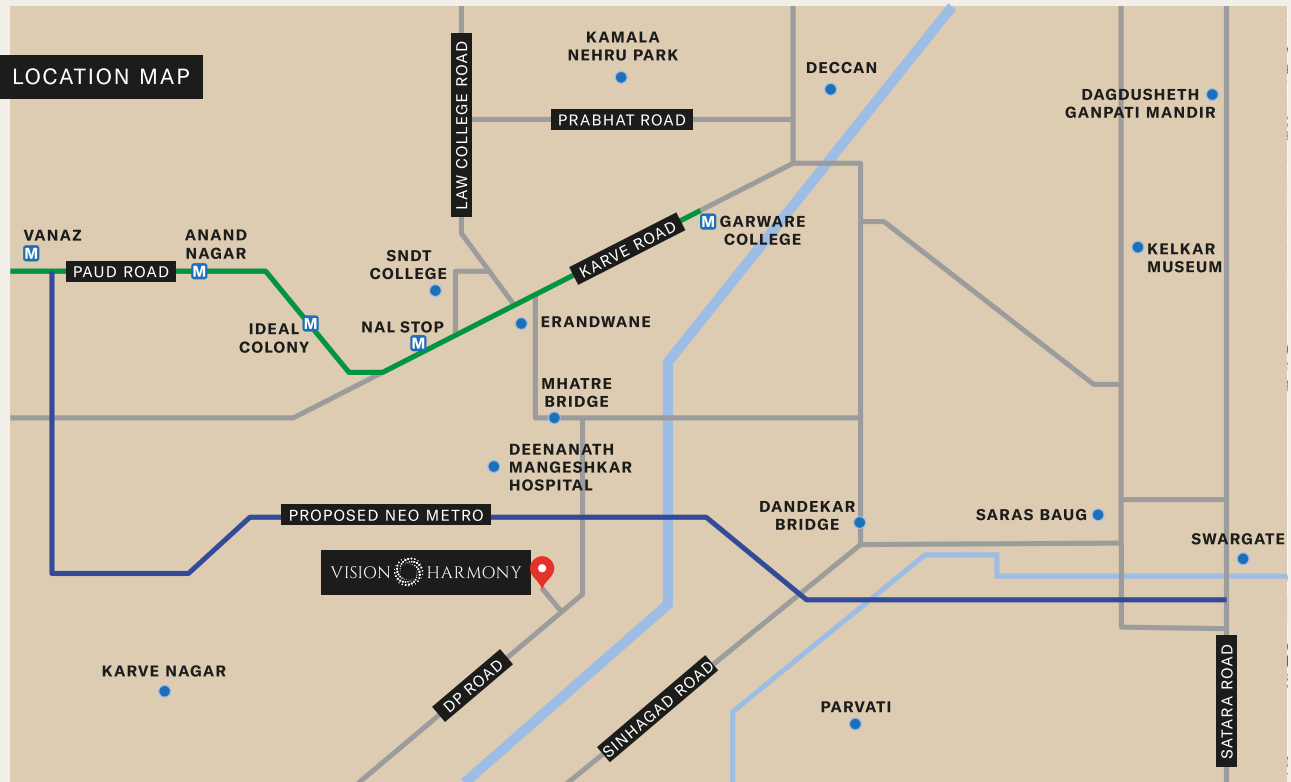 KAMALA
NEHRU PARK
LOCATION MAP
LAW COLLEGE ROAD
DECCAN
PRABHAT ROAD
DAGDUSHETH
GANPATI MANDIR
VANAZ
M
ANAND
NAGAR
M
PAUD ROAD
SNDT
COLLEGE
KARVE ROAD
M GARWARE
COLLEGE
KELKAR
MUSEUM
IDEAL
COLONY
M
NAL STOP
M
ERANDWANE
MHATRE
BRIDGE
DEENANATH
MANGESHKAR
HOSPITAL
PROPOSED NEO METRO
DANDEKAR
BRIDGE
SARAS BAUG
SWARGATE
VISION HARMONY
KARVE NAGAR
DP ROAD
SINHAGAD ROAD
PARVATI
SATARA ROAD